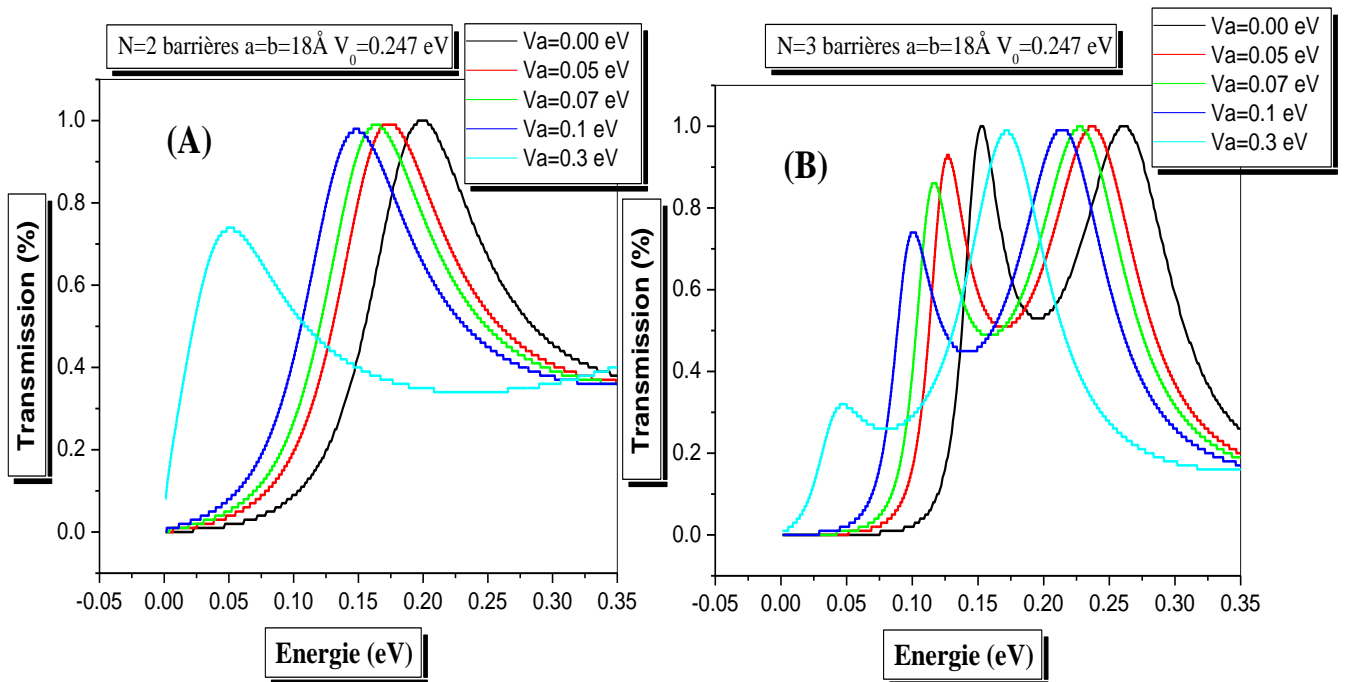 N=2 barrières a=b=18Å V0=0.247 eV
Va=0.00 eV
Va=0.05 eV
Va=0.07 eV
Va=0.1 eV
Va=0.3 eV
(A)
Transmission (%)
1.0
0.8
0.6
0.4
0.2
0.0
-0.05 0.00 0.05 0.10 0.15 0.20 0.25 0.30 0.35
Energie (eV)
N=3 barrières a=b=18Å V0=0.247 eV
Va=0.00 eV
Va=0.05 eV
Va=0.07 eV
Va=0.1 eV
Va=0.3 eV
(B)
Transmission (%)
1.0
0.8
0.6
0.4
0.2
0.0
-0.05 0.00 0.05 0.10 0.15 0.20 0.25 0.30 0.35
Energie (eV)